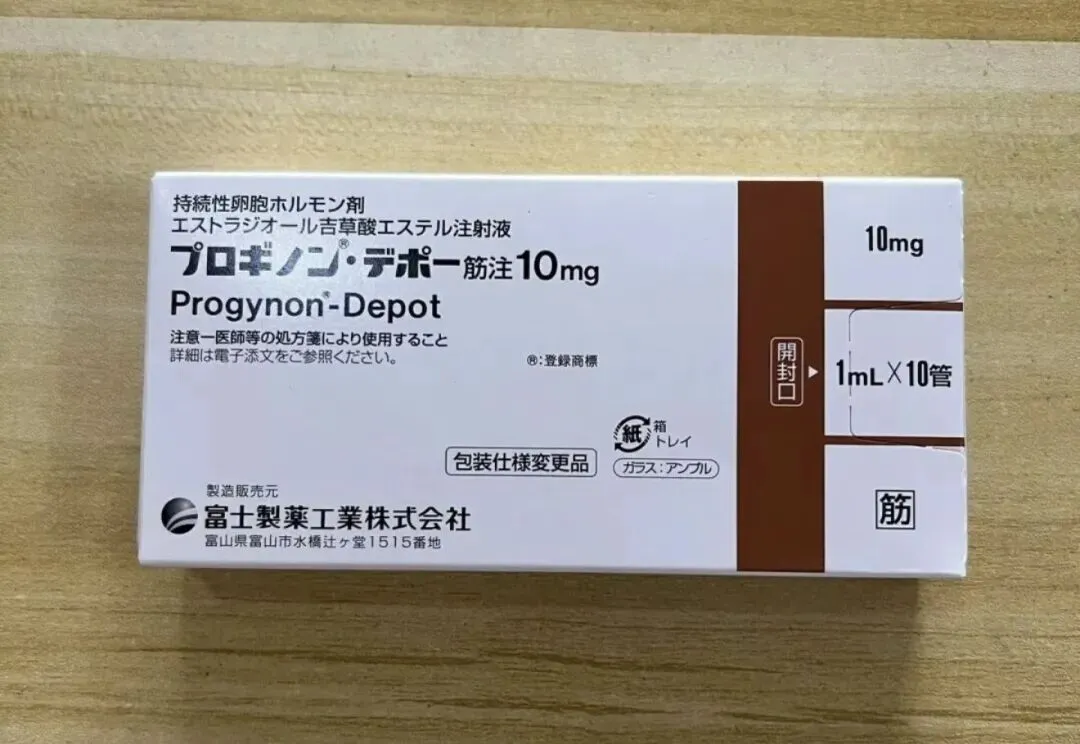 持続性卵胞ホルモン剤
エストラジオール吉草酸エステル注射液
プロギノン®・デポー筋注10mg
Progynon®-Depot
注意-医師等の処方箋により使用すること
詳細は電子添文をご参照ください。
®:登録商標
紙 箱
トレイ
ガラス:アンプル
包装仕様変更品
製造販売元
富士製薬工業株式会社
富山県富山市水橋辻ヶ堂1515番地
開封口
10mg
1mL×10管
筋